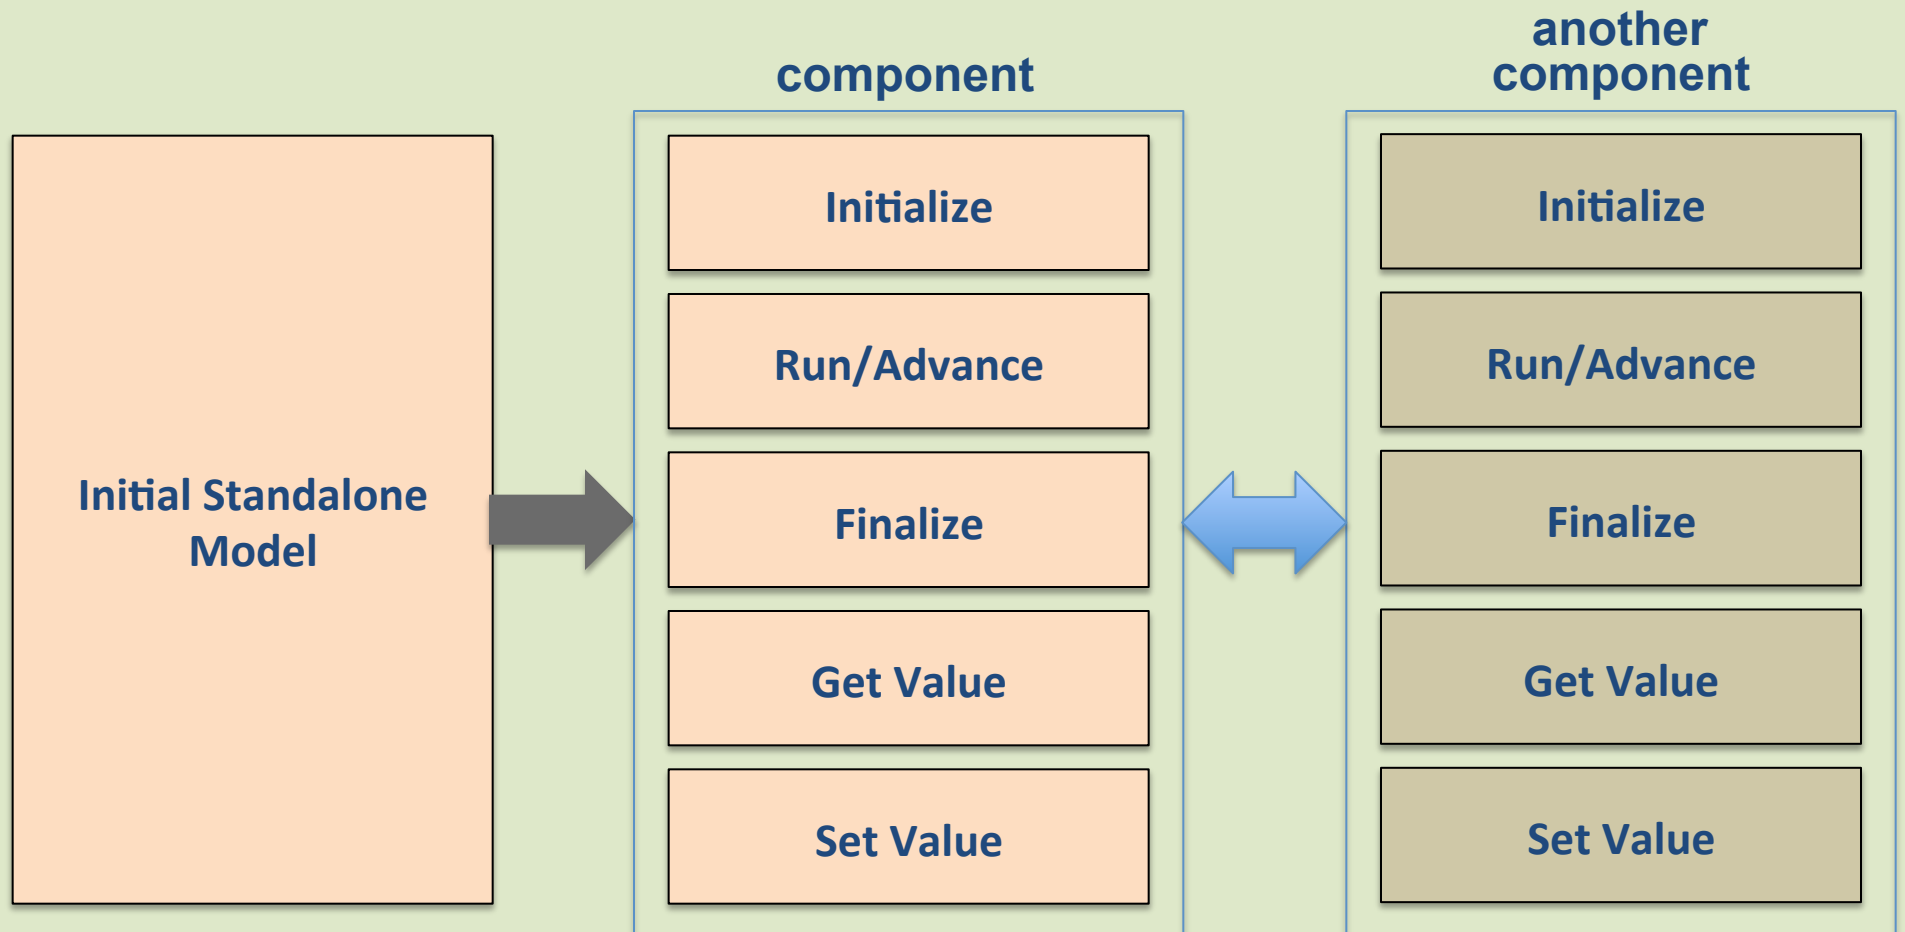 another
component
component
Initial Standalone
Model
Initialize
Run/Advance
Finalize
Get Value
Set Value
Initialize
Run/Advance
Finalize
Get Value
Set Value